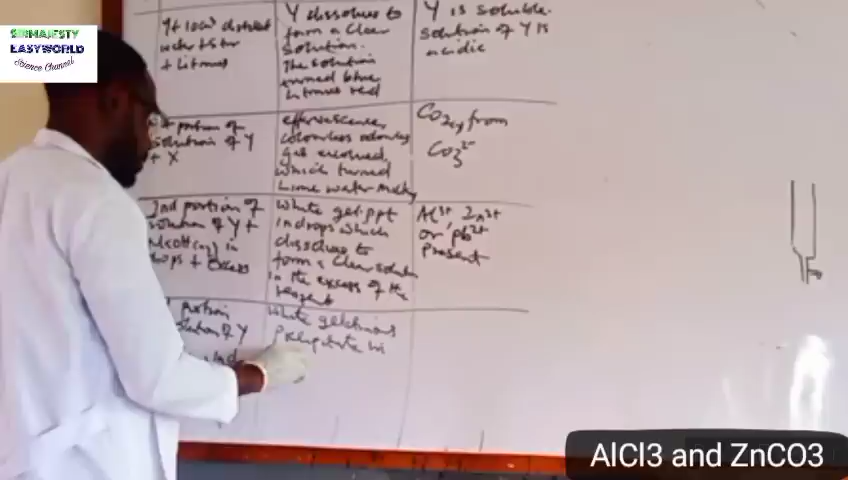 SIRMAJESTY
EASYWORLD
Science Channel
Y + 10cm³ distilled
water + stir
+ Litmus
Y dissolves to
form a clear
solution.
The solution
turned blue
Litmus red
Y is soluble.
solution of Y is
acidic
portion of
solution of Y
+ X
effervescence,
colourless odourless
gas evolved,
which turned
Lime water milky
CO2(g) from
CO3²⁻
2nd portion of
solution of Y +
in
drops + Excess
white gel. ppt
in drops which
dissolves to
form a clear solution
in the excess of the
reagent
Al³⁺ Zn²⁺
or pb²⁺
present
portion
solution of Y
white gelatinous
Precipitate in
AlCl3 and ZnCO3